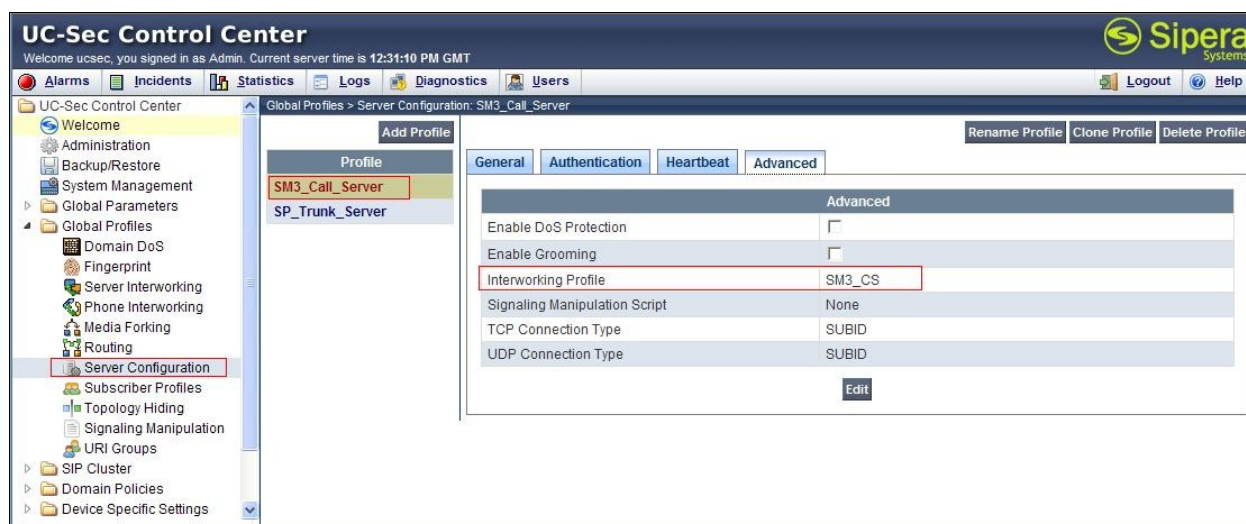 UC-Sec Control Center
Sipera
Systems
Welcome ucsec, you signed in as Admin. Current server time is 12:31:10 PM GMT
Alarms Incidents Statistics Logs Diagnostics Users Logout Help
UC-Sec Control Center
Welcome
Administration
Backup/Restore
System Management
Global Parameters
Global Profiles
Domain DoS
Fingerprint
Server Interworking
Phone Interworking
Media Forking
Routing
Server Configuration
Subscriber Profiles
Topology Hiding
Signaling Manipulation
URI Groups
SIP Cluster
Domain Policies
Device Specific Settings
Global Profiles > Server Configuration: SM3_Call_Server
Add Profile
Rename Profile Clone Profile Delete Profile
Profile
SM3_Call_Server
SP_Trunk_Server
General Authentication Heartbeat Advanced
Advanced
Enable DoS Protection
Enable Grooming
Interworking Profile SM3_CS
Signaling Manipulation Script None
TCP Connection Type SUBID
UDP Connection Type SUBID
Edit